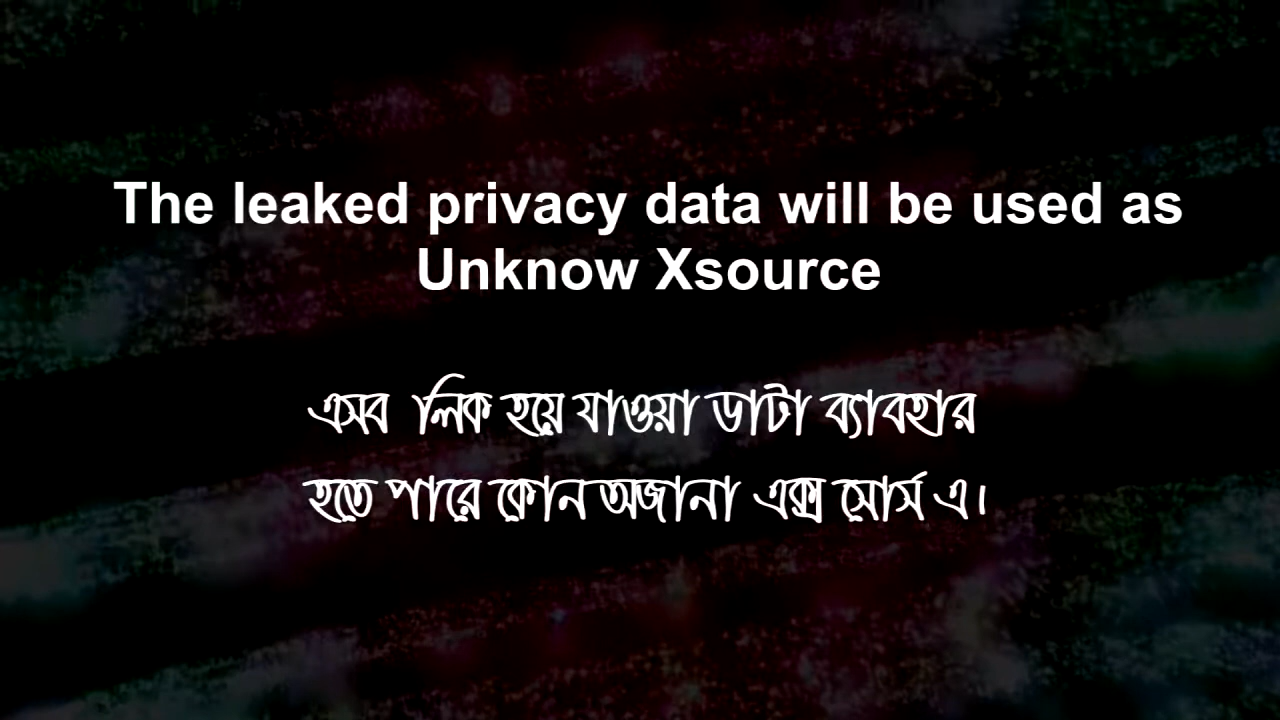 The leaked privacy data will be used as
Unknow Xsource
এসব লিক হয়ে যাওয়া ডাটা ব্যাবহার
হতে পারে কোন অজানা এক্স সোর্স এ।